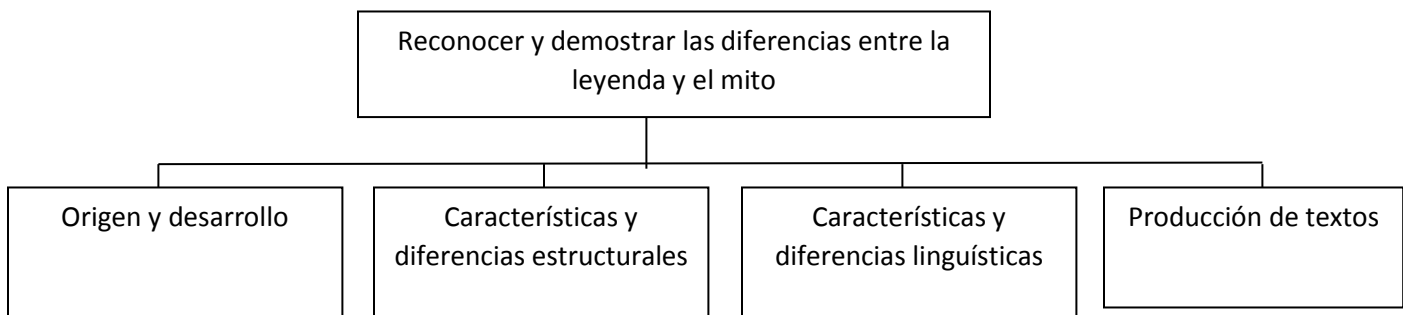 Reconocer y demostrar las diferencias entre la
leyenda y el mito
Origen y desarrollo
Características y
diferencias estructurales
Características y
diferencias linguísticas
Producción de textos